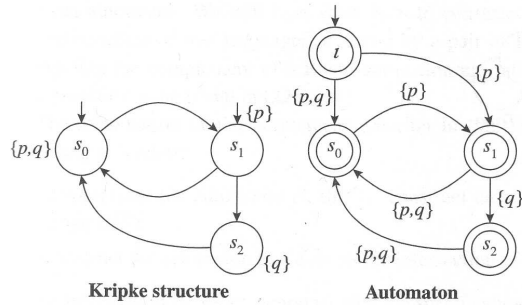 ι
{p}
{p,q}
{p}
{p}
{p,q}
s0
s1
s0
s1
{p,q}
{q}
s2
{q}
{p,q}
s2
Kripke structure
Automaton